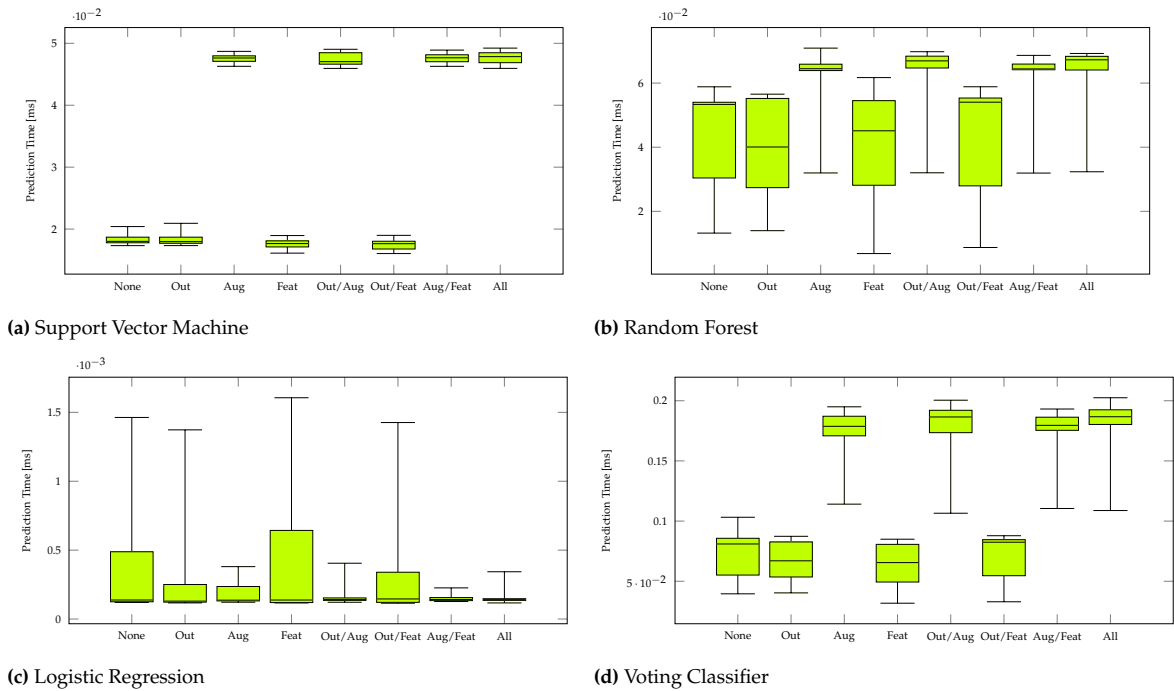 ·10⁻²
5
4
3
2
Prediction Time [ms]
None Out Aug Feat Out/Aug Out/Feat Aug/Feat All
(a) Support Vector Machine
·10⁻²
6
4
2
Prediction Time [ms]
None Out Aug Feat Out/Aug Out/Feat Aug/Feat All
(b) Random Forest
·10⁻³
1.5
1
0.5
0
Prediction Time [ms]
None Out Aug Feat Out/Aug Out/Feat Aug/Feat All
(c) Logistic Regression
0.2
0.15
0.1
5 · 10⁻²
Prediction Time [ms]
None Out Aug Feat Out/Aug Out/Feat Aug/Feat All
(d) Voting Classifier